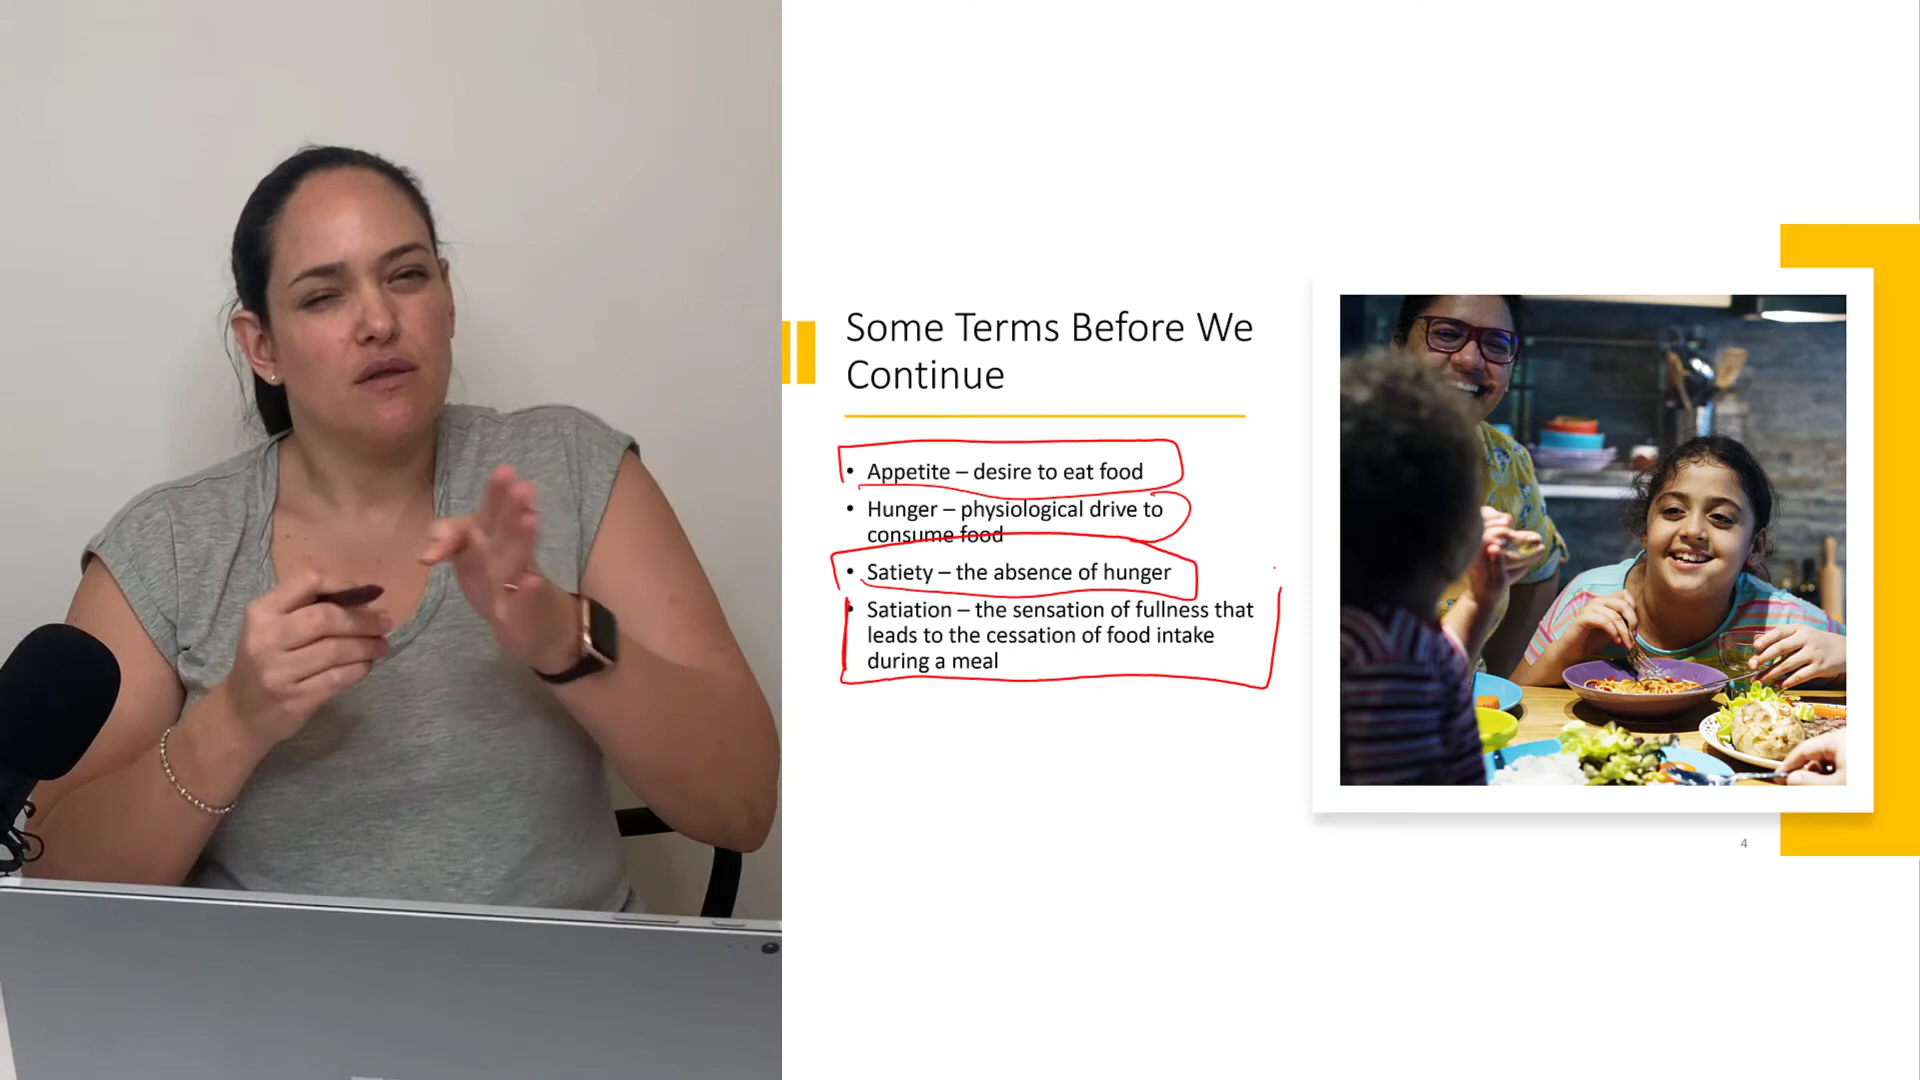 Some Terms Before We
Continue
• Appetite – desire to eat food
• Hunger – physiological drive to
consume food
• Satiety – the absence of hunger
• Satiation – the sensation of fullness that
leads to the cessation of food intake
during a meal
4